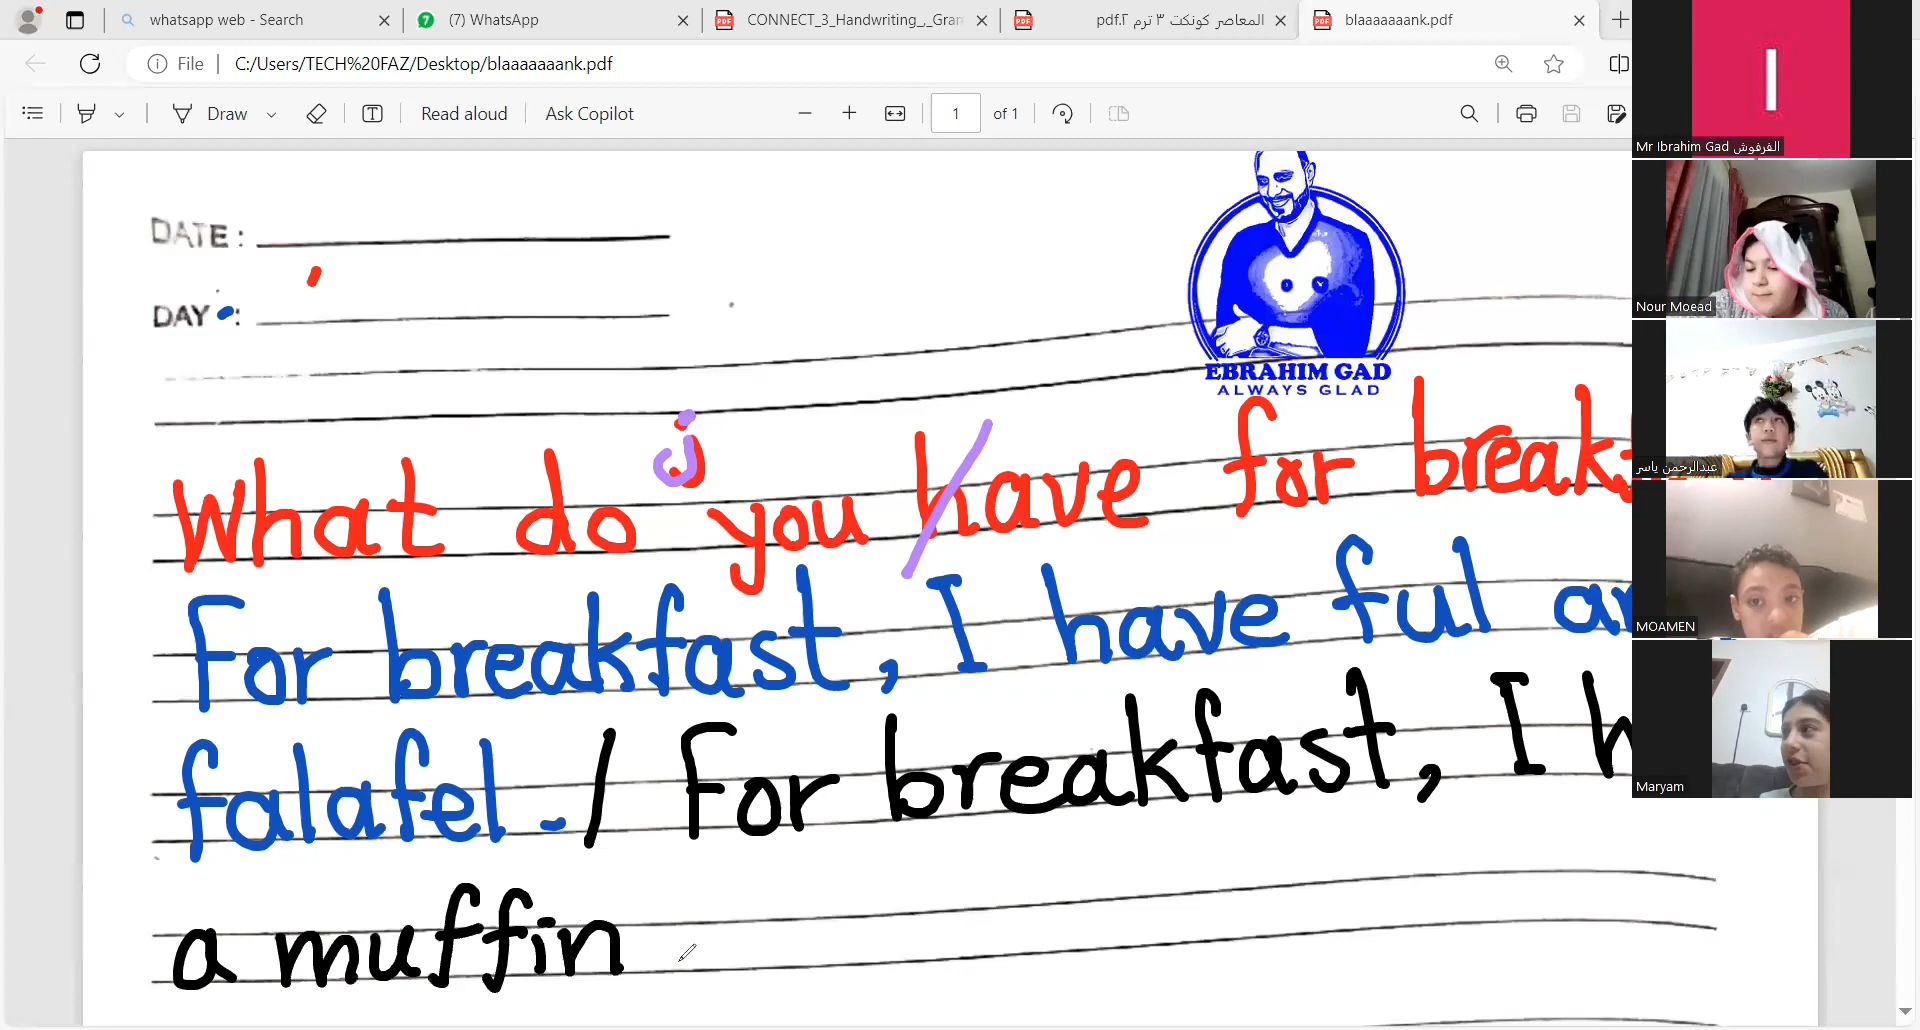 whatsapp web - Search
(7) WhatsApp
CONNECT_3_Handwriting_,_Gran
المعاصر كونكت ٣ ترم ٢.pdf
blaaaaaaank.pdf
File C:/Users/TECH%20FAZ/Desktop/blaaaaaaank.pdf
Draw Read aloud Ask Copilot 1 of 1
Mr Ibrahim Gad الفرفوش
Nour Moead
عبدالرحمن ياسر
MOAMEN
Maryam
DATE :
DAY :
EBRAHIM GAD
ALWAYS GLAD
What do you have for break
For breakfast, I have ful
falafel - / For breakfast, I h
a muffin